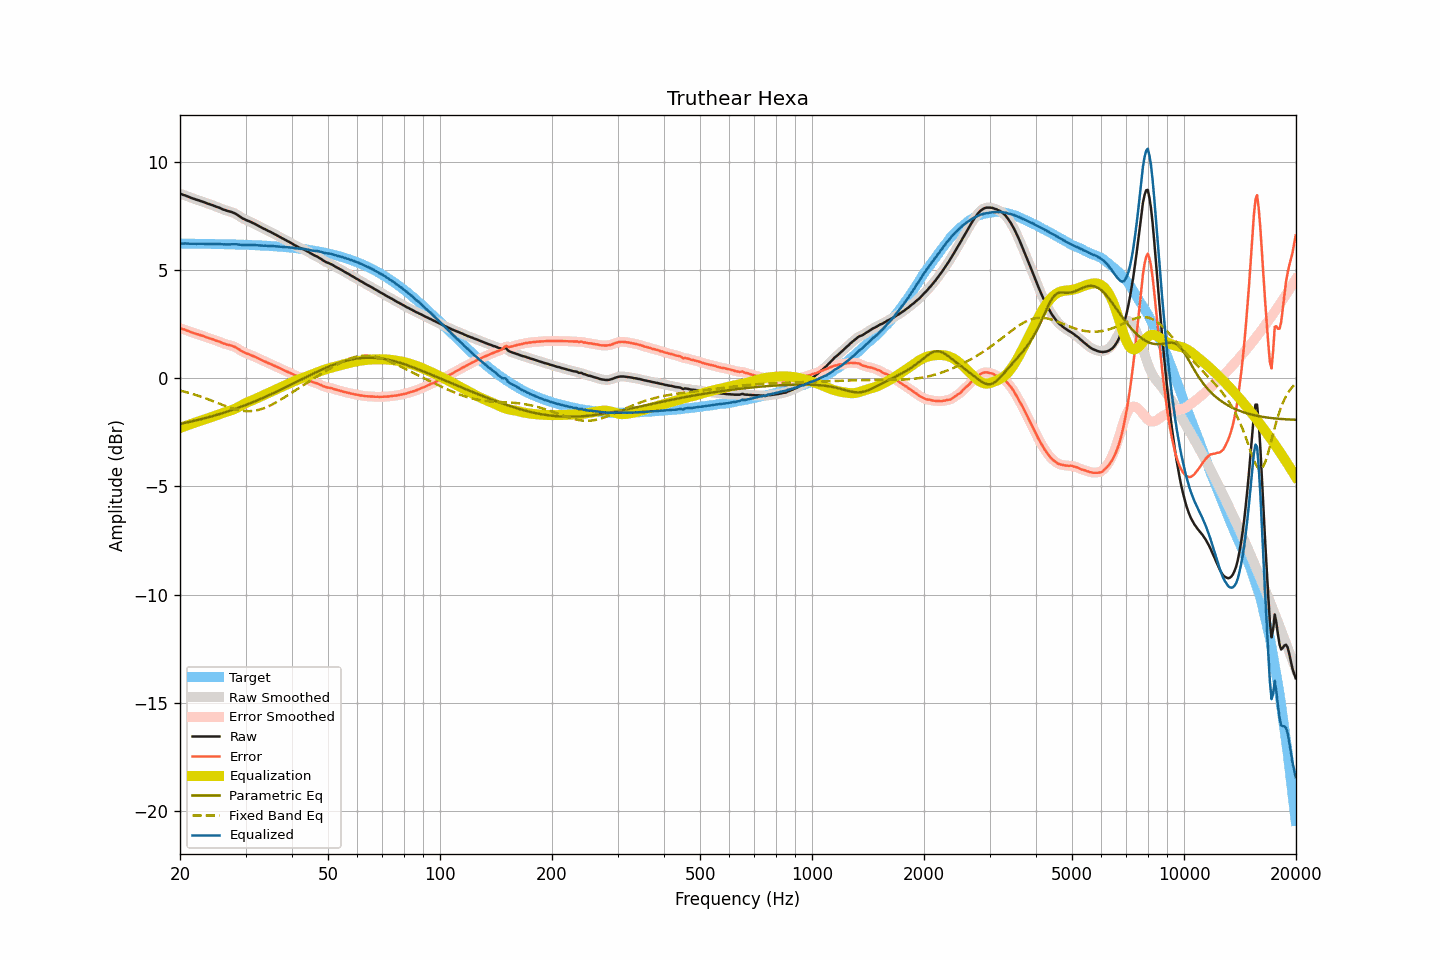 Truthear Hexa
Amplitude (dBr)
10
5
0
−5
−10
−15
−20
Target
Raw Smoothed
Error Smoothed
Raw
Error
Equalization
Parametric Eq
Fixed Band Eq
Equalized
20 50 100 200 500 1000 2000 5000 10000 20000
Frequency (Hz)